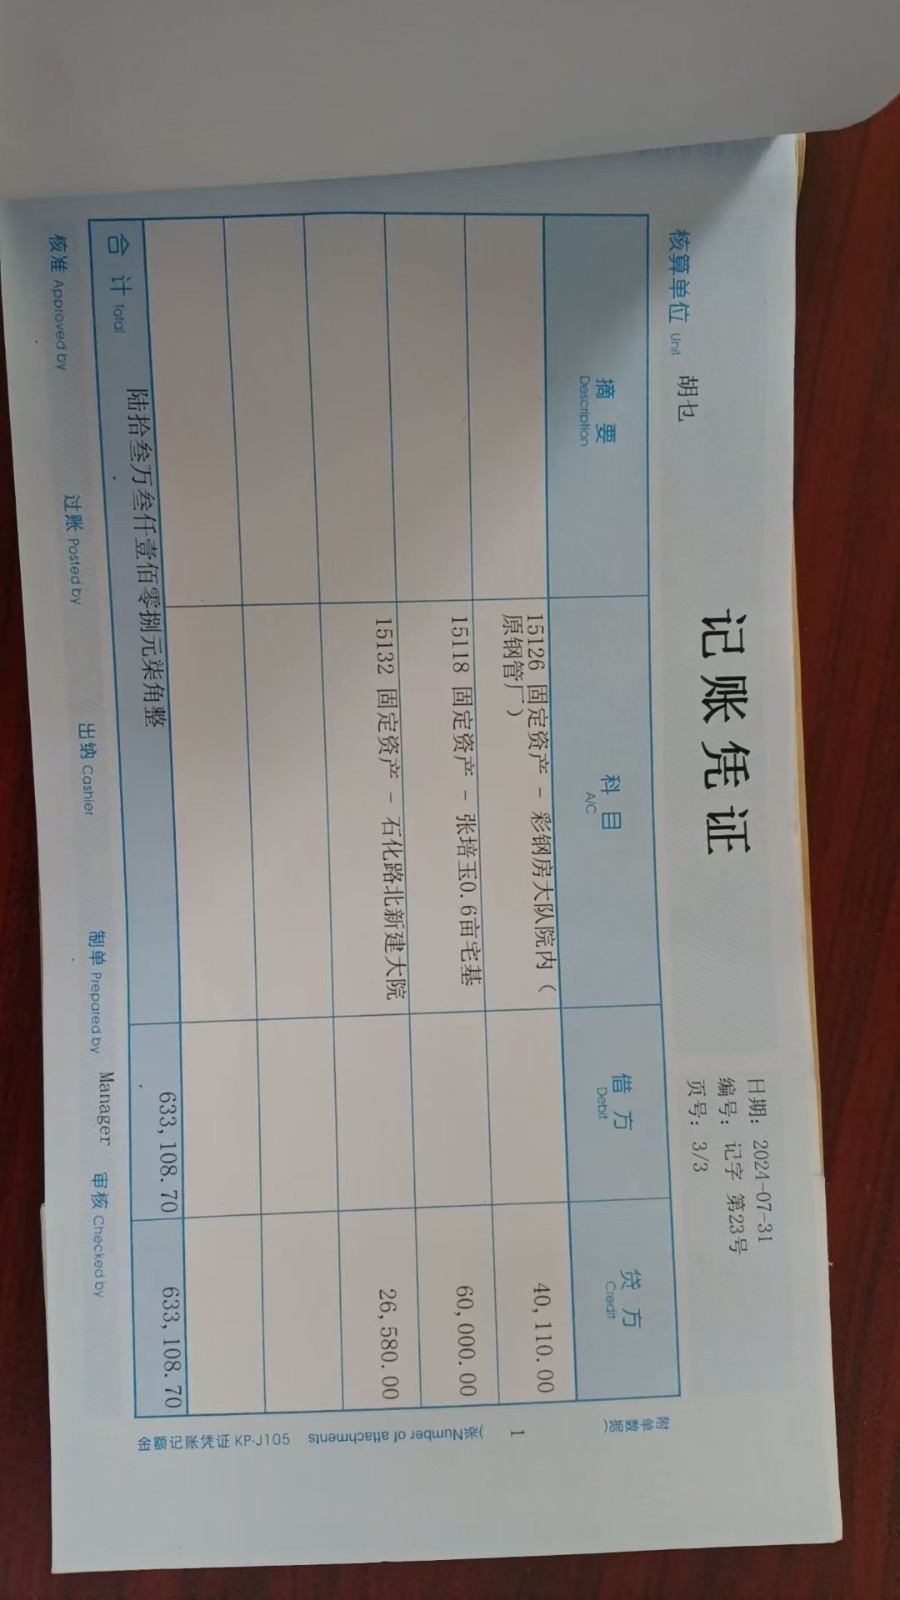 记账凭证
日期: 2024-07-31
编号: 记字 第23号
页号: 3/3
核算单位 Unit 胡乜
附单据数(
1
)张Number of attachments
摘要 Description 科目 A/C 借方 Debit 贷方 Credit
15126 固定资产 - 彩钢房大队院内(
原钢管厂) 40,110.00
15118 固定资产 - 张培玉0.6亩宅基 60,000.00
15132 固定资产 - 石化路北新建大院 26,580.00
合计 Total 陆拾叁万叁仟壹佰零捌元柒角整 633,108.70 633,108.70
核准 Approved by 过账 Posted by 出纳 Cashier 制单 Prepared by Manager 审核 Checked by
金额记账凭证 KP-J105